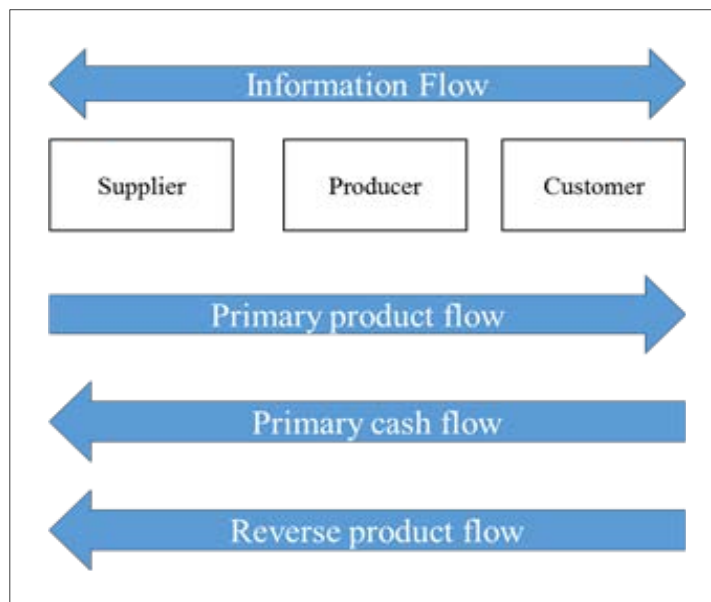 Information Flow
Supplier
Producer
Customer
Primary product flow
Primary cash flow
Reverse product flow